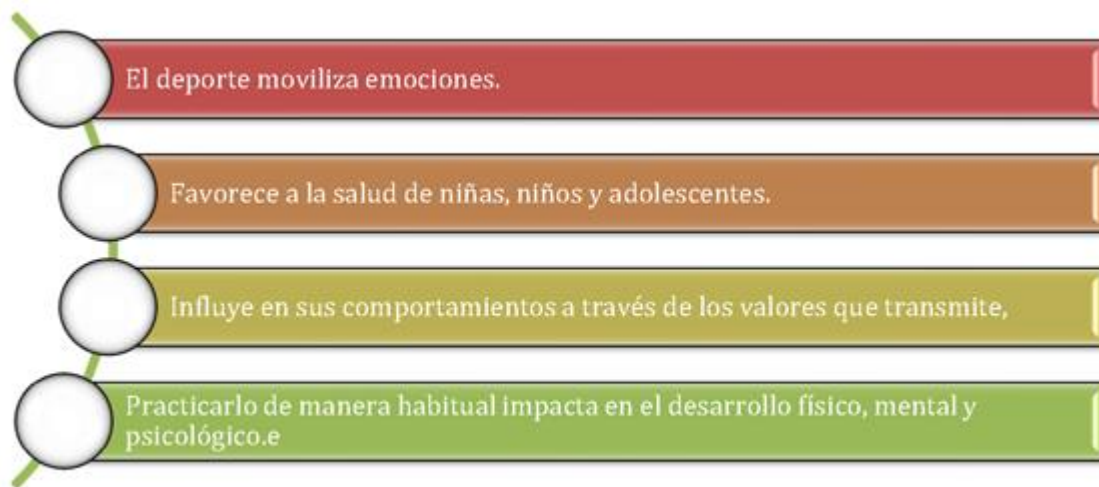 El deporte moviliza emociones.
Favorece a la salud de niñas, niños y adolescentes.
Influye en sus comportamientos a través de los valores que transmite,
Practicarlo de manera habitual impacta en el desarrollo físico, mental y
psicológico.e